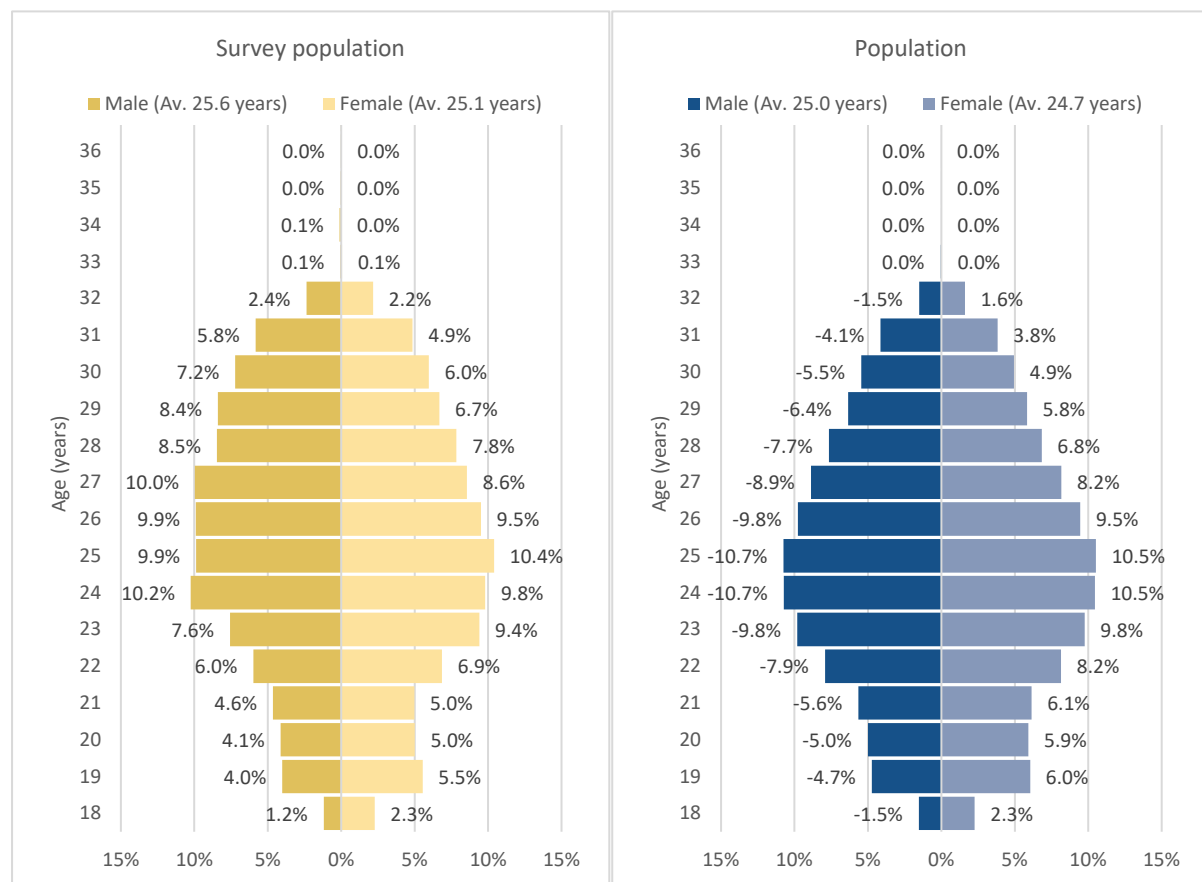 Survey population
Male (Av. 25.6 years) Female (Av. 25.1 years)
Age (years)
36 0.0% 0.0%
35 0.0% 0.0%
34 0.1% 0.0%
33 0.1% 0.1%
32 2.4% 2.2%
31 5.8% 4.9%
30 7.2% 6.0%
29 8.4% 6.7%
28 8.5% 7.8%
27 10.0% 8.6%
26 9.9% 9.5%
25 9.9% 10.4%
24 10.2% 9.8%
23 7.6% 9.4%
22 6.0% 6.9%
21 4.6% 5.0%
20 4.1% 5.0%
19 4.0% 5.5%
18 1.2% 2.3%
15% 10% 5% 0% 5% 10% 15%
Population
Male (Av. 25.0 years) Female (Av. 24.7 years)
Age (years)
36 0.0% 0.0%
35 0.0% 0.0%
34 0.0% 0.0%
33 0.0% 0.0%
32 -1.5% 1.6%
31 -4.1% 3.8%
30 -5.5% 4.9%
29 -6.4% 5.8%
28 -7.7% 6.8%
27 -8.9% 8.2%
26 -9.8% 9.5%
25 -10.7% 10.5%
24 -10.7% 10.5%
23 -9.8% 9.8%
22 -7.9% 8.2%
21 -5.6% 6.1%
20 -5.0% 5.9%
19 -4.7% 6.0%
18 -1.5% 2.3%
15% 10% 5% 0% 5% 10% 15%